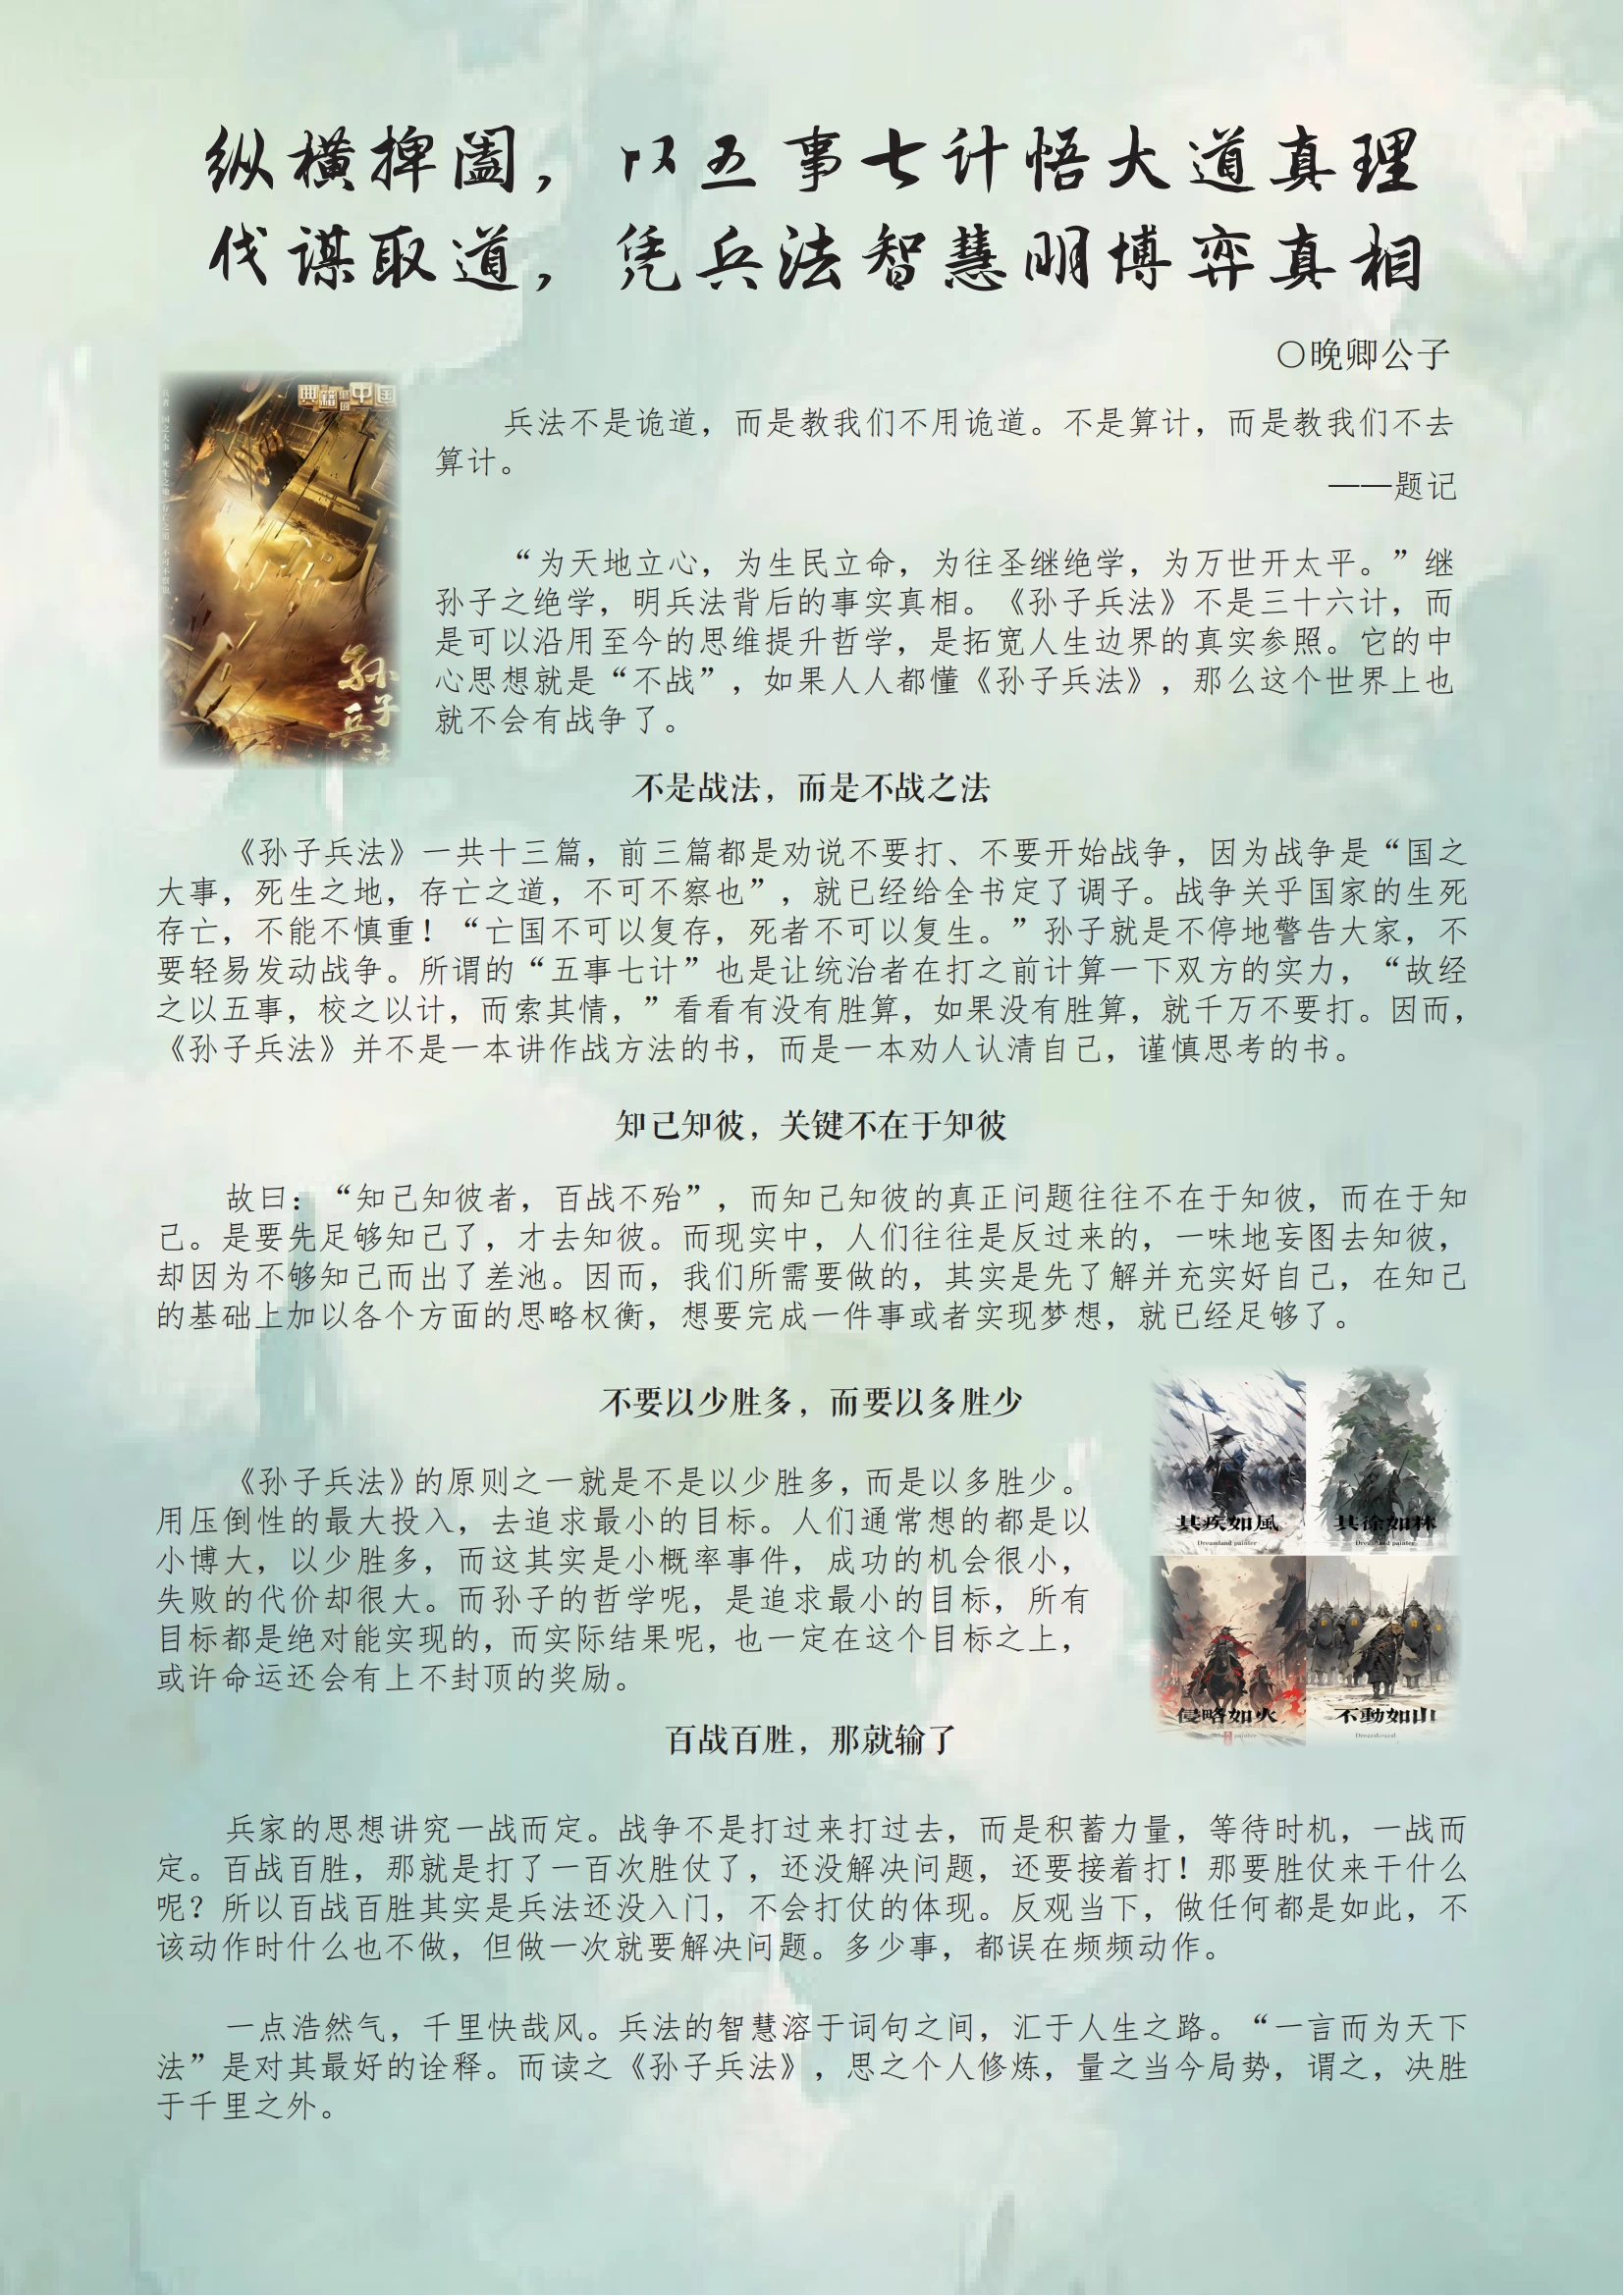 纵横捭阖，以五事七计悟大道真理
伐谋取道，凭兵法智慧明博弈真相
○晚卿公子
典籍里的中国
兵者 国之大事 死生之地 存亡之道 不可不察也
孙子
兵法
兵法不是诡道，而是教我们不用诡道。不是算计，而是教我们不去
算计。
——题记
“为天地立心，为生民立命，为往圣继绝学，为万世开太平。”继
孙子之绝学，明兵法背后的事实真相。《孙子兵法》不是三十六计，而
是可以沿用至今的思维提升哲学，是拓宽人生边界的真实参照。它的中
心思想就是“不战”，如果人人都懂《孙子兵法》，那么这个世界上也
就不会有战争了。
不是战法，而是不战之法
《孙子兵法》一共十三篇，前三篇都是劝说不要打、不要开始战争，因为战争是“国之
大事，死生之地，存亡之道，不可不察也”，就已经给全书定了调子。战争关乎国家的生死
存亡，不能不慎重！“亡国不可以复存，死者不可以复生。”孙子就是不停地警告大家，不
要轻易发动战争。所谓的“五事七计”也是让统治者在打之前计算一下双方的实力，“故经
之以五事，校之以计，而索其情，”看看有没有胜算，如果没有胜算，就千万不要打。因而，
《孙子兵法》并不是一本讲作战方法的书，而是一本劝人认清自己，谨慎思考的书。
知己知彼，关键不在于知彼
故曰：“知己知彼者，百战不殆”，而知己知彼的真正问题往往不在于知彼，而在于知
己。是要先足够知己了，才去知彼。而现实中，人们往往是反过来的，一味地妄图去知彼，
却因为不够知己而出了差池。因而，我们所需要做的，其实是先了解并充实好自己，在知己
的基础上加以各个方面的思略权衡，想要完成一件事或者实现梦想，就已经足够了。
不要以少胜多，而要以多胜少
《孙子兵法》的原则之一就是不是以少胜多，而是以多胜少。
用压倒性的最大投入，去追求最小的目标。人们通常想的都是以
小博大，以少胜多，而这其实是小概率事件，成功的机会很小，
失败的代价却很大。而孙子的哲学呢，是追求最小的目标，所有
目标都是绝对能实现的，而实际结果呢，也一定在这个目标之上，
或许命运还会有上不封顶的奖励。
其疾如風
Dreamland painter
其徐如林
Dreamland painter
侵略如火
painter
不動如山
百战百胜，那就输了
兵家的思想讲究一战而定。战争不是打过来打过去，而是积蓄力量，等待时机，一战而
定。百战百胜，那就是打了一百次胜仗了，还没解决问题，还要接着打！那要胜仗来干什么
呢？所以百战百胜其实是兵法还没入门，不会打仗的体现。反观当下，做任何都是如此，不
该动作时什么也不做，但做一次就要解决问题。多少事，都误在频频动作。
一点浩然气，千里快哉风。兵法的智慧溶于词句之间，汇于人生之路。“一言而为天下
法”是对其最好的诠释。而读之《孙子兵法》，思之个人修炼，量之当今局势，谓之，决胜
于千里之外。